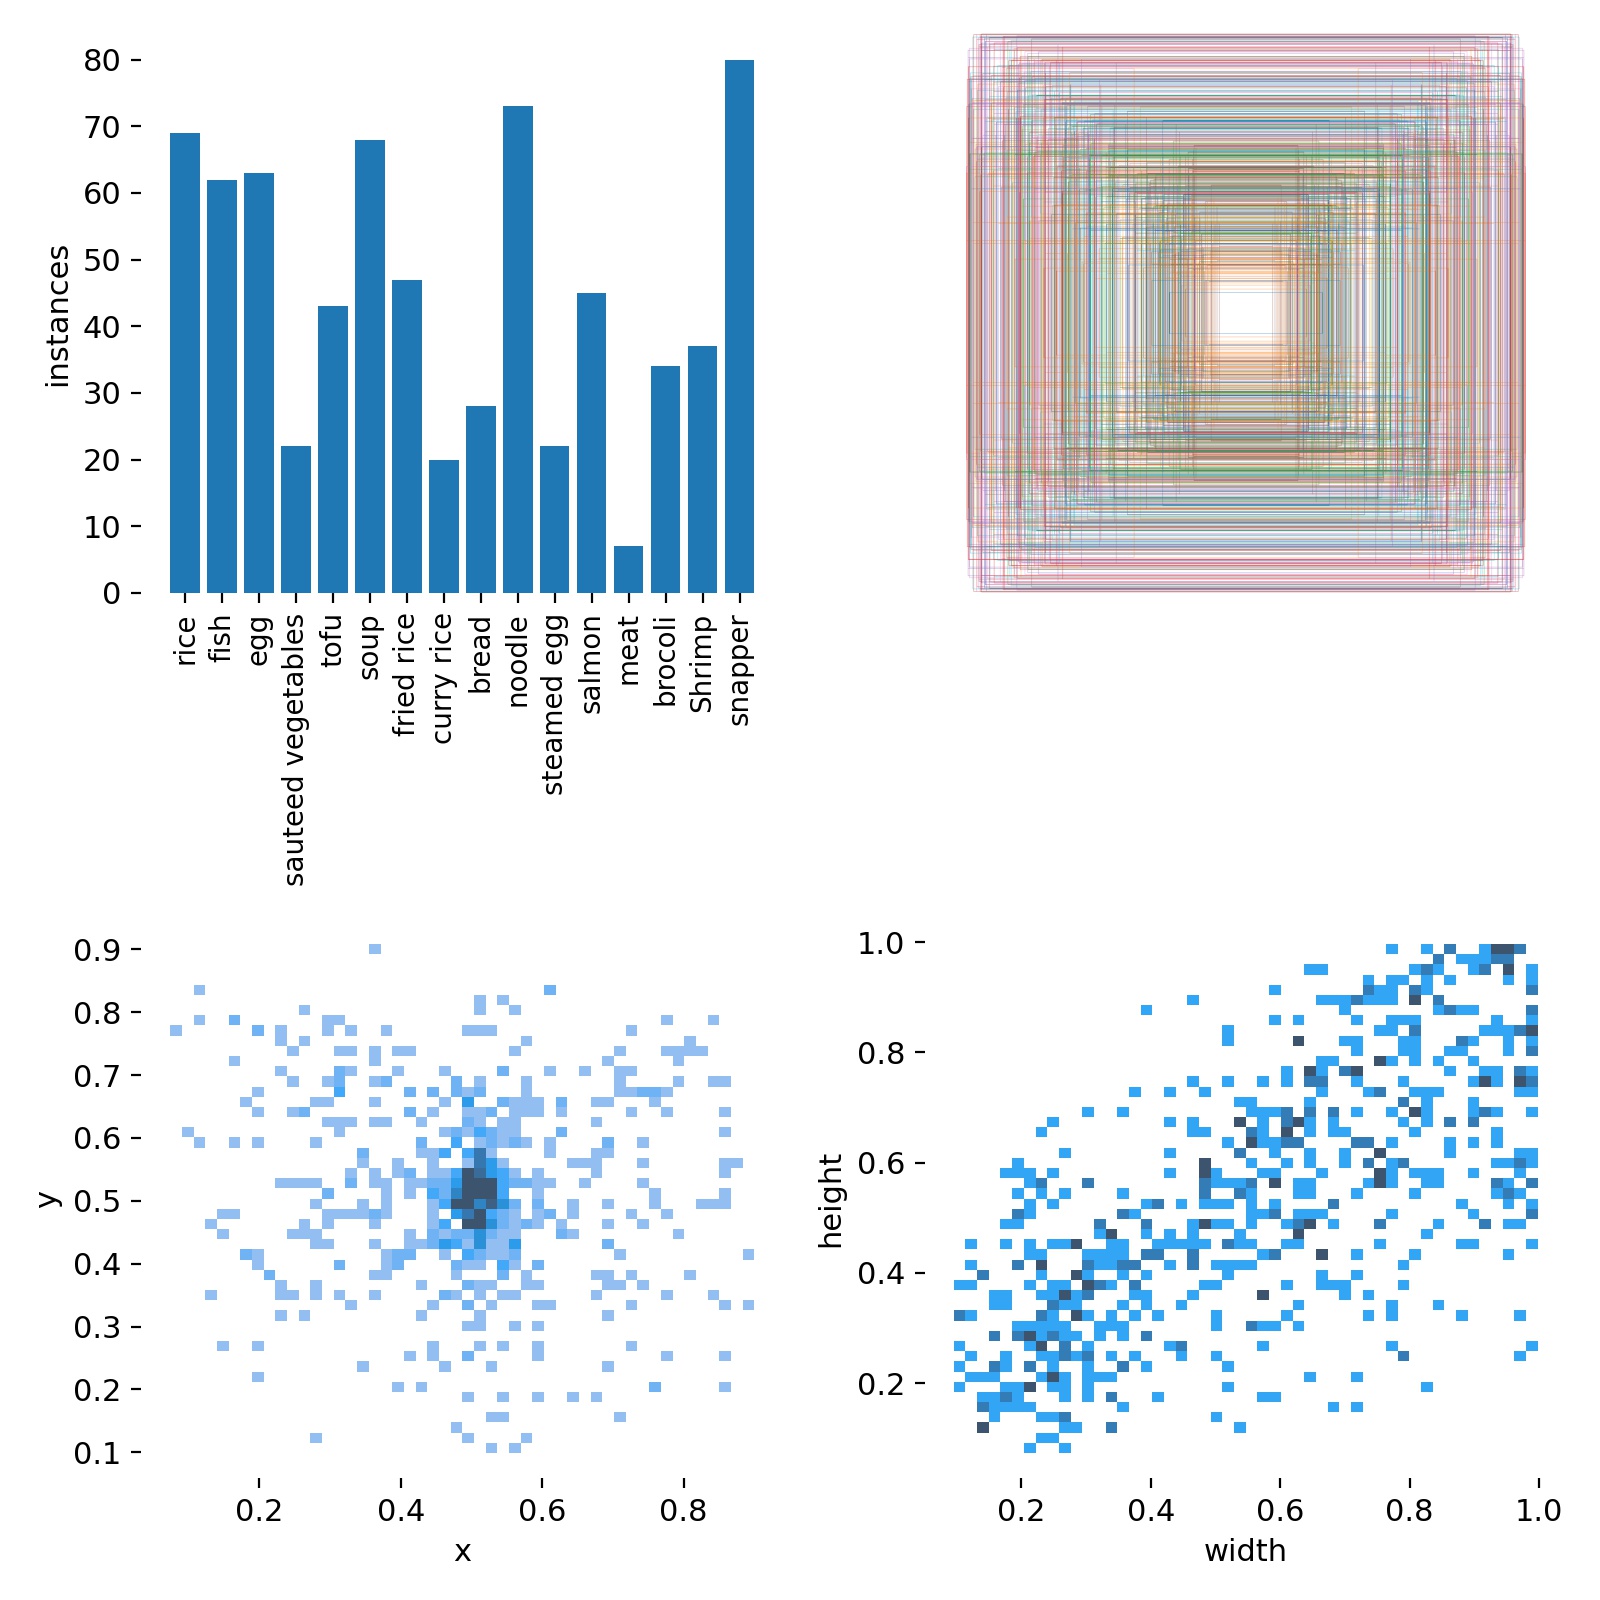 80
70
60
50
40
30
20
10
0
instances
rice
fish
egg
sauteed vegetables
tofu
soup
fried rice
curry rice
bread
noodle
steamed egg
salmon
meat
brocoli
Shrimp
snapper
0.9
0.8
0.7
0.6
0.5
0.4
0.3
0.2
0.1
y
0.2 0.4 0.6 0.8
x
1.0
0.8
0.6
0.4
0.2
height
0.2 0.4 0.6 0.8 1.0
width